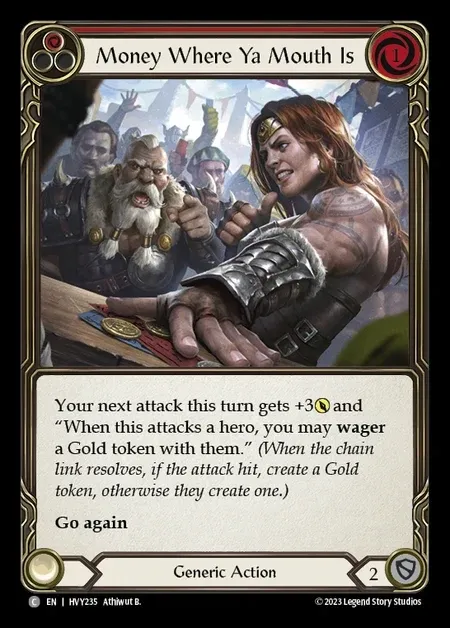 Money Where Ya Mouth Is
1
Your next attack this turn gets +3 and
“When this attacks a hero, you may wager
a Gold token with them.” (When the chain
link resolves, if the attack hit, create a Gold
token, otherwise they create one.)
Go again
Generic Action
2
C EN | HVY235 Athiwut B.
© 2023 Legend Story Studios